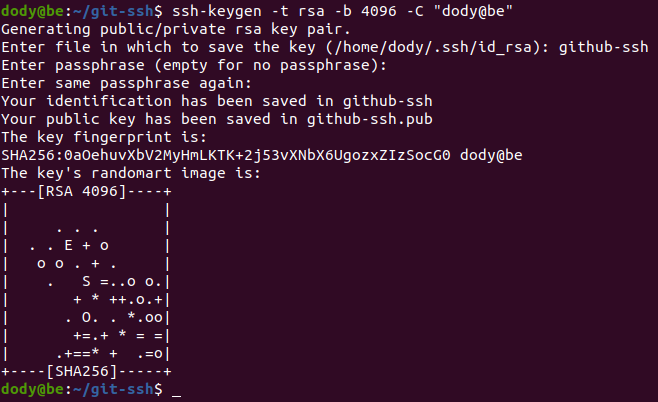 dody@be:~/git-ssh$ ssh-keygen -t rsa -b 4096 -C "dody@be"
Generating public/private rsa key pair.
Enter file in which to save the key (/home/dody/.ssh/id_rsa): github-ssh
Enter passphrase (empty for no passphrase):
Enter same passphrase again:
Your identification has been saved in github-ssh
Your public key has been saved in github-ssh.pub
The key fingerprint is:
SHA256:0aOehuvXbV2MyHmLKTK+2j53vXNbX6UgozxZIzSocG0 dody@be
The key's randomart image is:
+---[RSA 4096]----+
|                 |
|     . . .       |
|  . . E + o      |
|   o o . + .     |
|    .   S =..o o.|
|       + * ++.o.+|
|      . O. . *.oo|
|       +=.+ * = =|
|     .+==* +  .=o|
+----[SHA256]-----+
dody@be:~/git-ssh$ _